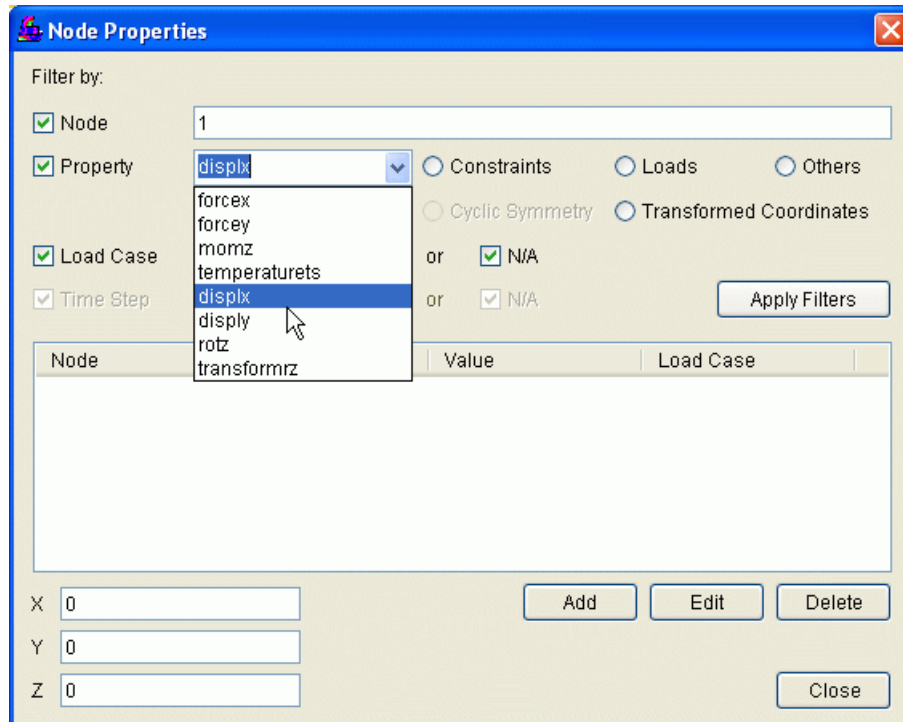 Node Properties
Filter by:
Node 1
Property displx Constraints Loads Others
forcex
forcey Cyclic Symmetry Transformed Coordinates
momz
Load Case or N/A
temperaturets
Time Step displx or N/A Apply Filters
disply
rotz
Node Value Load Case
transformrz
X 0 Add Edit Delete
Y 0
Z 0 Close